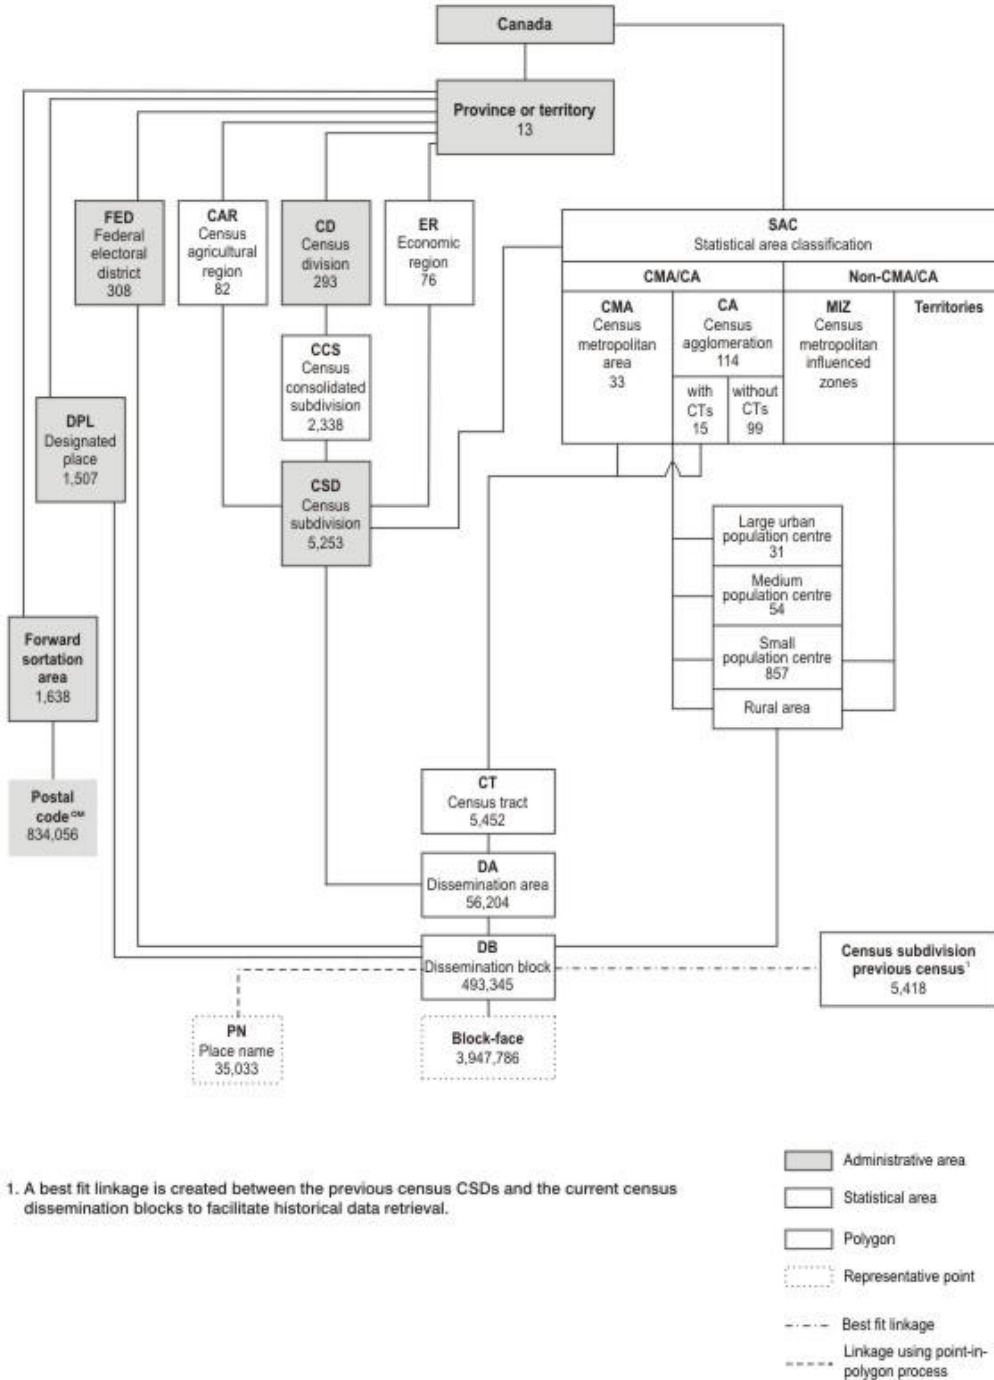 Canada
Province or territory
13
FED
Federal
electoral
district
308
CAR
Census
agricultural
region
82
CD
Census
division
293
ER
Economic
region
76
SAC
Statistical area classification
CMA/CA
Non-CMA/CA
CMA
Census
metropolitan
area
33
CA
Census
agglomeration
114
with
CTs
15
without
CTs
99
MIZ
Census
metropolitan
influenced
zones
Territories
CCS
Census
consolidated
subdivision
2,338
DPL
Designated
place
1,507
CSD
Census
subdivision
5,253
Large urban
population centre
31
Medium
population centre
54
Small
population centre
857
Rural area
Forward
sortation
area
1,638
Postal
code OM
834,056
CT
Census tract
5,452
DA
Dissemination area
56,204
DB
Dissemination block
493,345
Census subdivision
previous census¹
5,418
PN
Place name
35,033
Block-face
3,947,786
1. A best fit linkage is created between the previous census CSDs and the current census
dissemination blocks to facilitate historical data retrieval.
Administrative area
Statistical area
Polygon
Representative point
Best fit linkage
Linkage using point-in-
polygon process